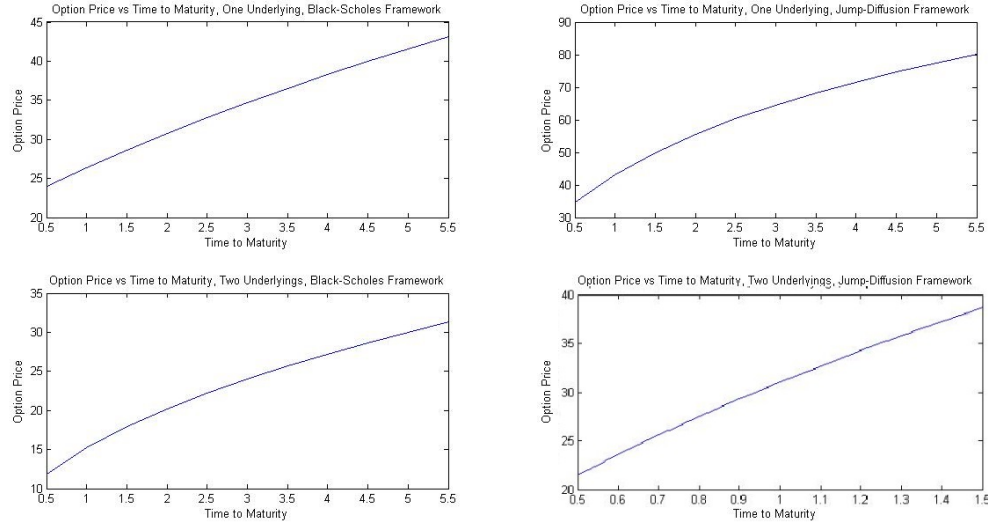 Option Price vs Time to Maturity, One Underlying, Black-Scholes Framework
45
40
35
30
25
20
Option Price
0.5 1 1.5 2 2.5 3 3.5 4 4.5 5 5.5
Time to Maturity
Option Price vs Time to Maturity, One Underlying, Jump-Diffusion Framework
90
80
70
60
50
40
30
Option Price
0.5 1 1.5 2 2.5 3 3.5 4 4.5 5 5.5
Time to Maturity
Option Price vs Time to Maturity, Two Underlyings, Black-Scholes Framework
35
30
25
20
15
10
Option Price
0.5 1 1.5 2 2.5 3 3.5 4 4.5 5 5.5
Time to Maturity
Option Price vs Time to Maturity, Two Underlyings, Jump-Diffusion Framework
40
35
30
25
20
Option Price
0.5 0.6 0.7 0.8 0.9 1 1.1 1.2 1.3 1.4 1.5
Time to Maturity